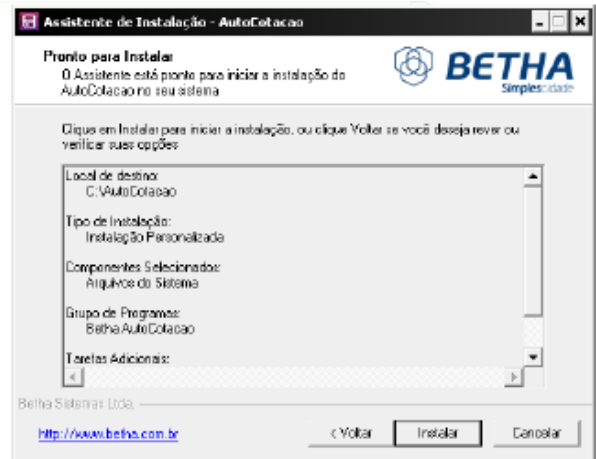 Assistente de Instalação - AutoCotacao
Pronto para Instalar
O Assistente está pronto para iniciar a instalação do
AutoCotacao no seu sistema
BETHA
Simplescidade
Clique em Instalar para iniciar a instalação, ou clique Voltar se você deseja rever ou
verificar suas opções
Local de destino:
C:\AutoCotacao
Tipo de Instalação:
Instalação Personalizada
Componentes Selecionados:
Arquivos do Sistema
Grupo de Programas:
Betha AutoCotacao
Tarefas Adicionais:
Betha Sistemas Ltda.
http://www.betha.com.br
< Voltar
Instalar
Cancelar